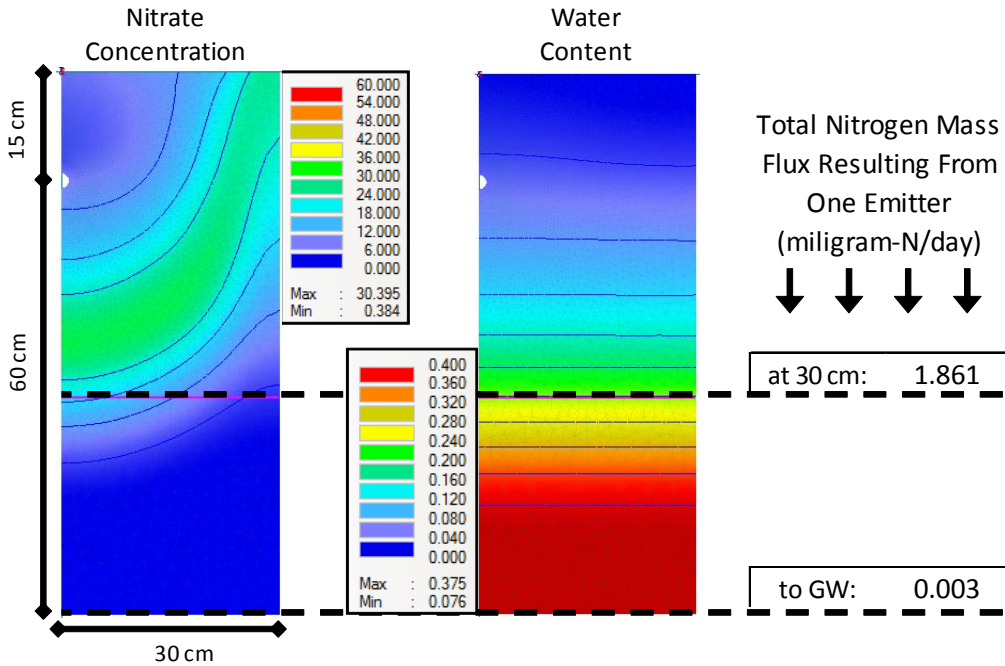 Nitrate
Concentration
Water
Content
15 cm
60 cm
30 cm
60.000
54.000
48.000
42.000
36.000
30.000
24.000
18.000
12.000
6.000
0.000
Max : 30.395
Min : 0.384
0.400
0.360
0.320
0.280
0.240
0.200
0.160
0.120
0.080
0.040
0.000
Max : 0.375
Min : 0.076
Total Nitrogen Mass
Flux Resulting From
One Emitter
(miligram-N/day)
at 30 cm: 1.861
to GW: 0.003